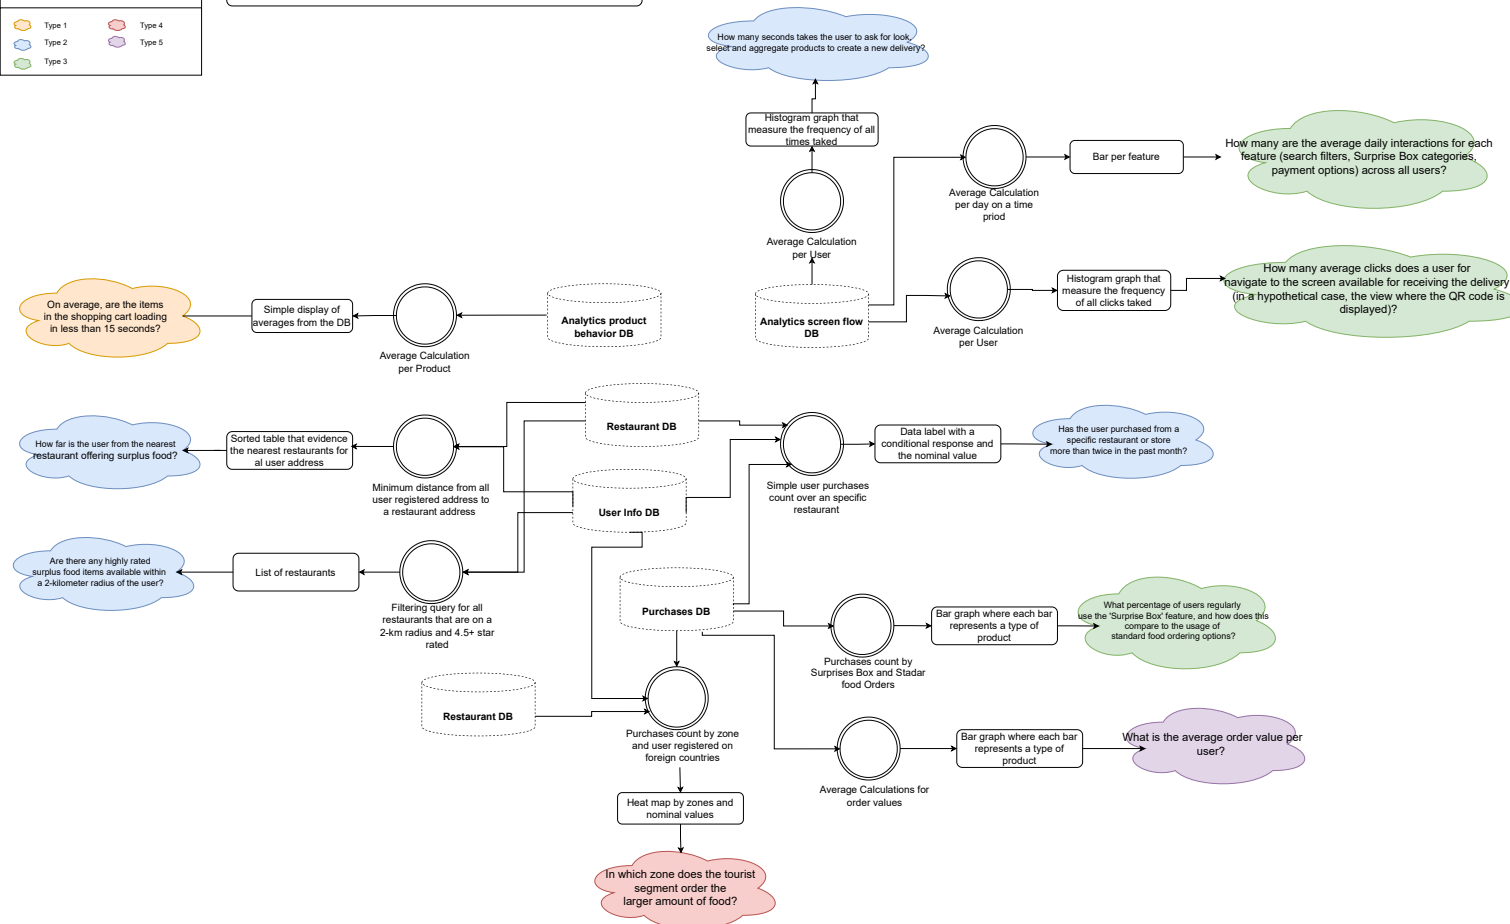 Type 1
Type 4
Type 2
Type 5
Type 3
How many seconds takes the user to ask for look,
select and aggregate products to create a new delivery?
Histogram graph that
measure the frequency of all
times taked
Average Calculation
per User
Average Calculation
per day on a time
priod
Bar per feature
How many are the average daily interactions for each
feature (search filters, Surprise Box categories,
payment options) across all users?
On average, are the items
in the shopping cart loading
in less than 15 seconds?
Simple display of
averages from the DB
Average Calculation
per Product
Analytics product
behavior DB
Analytics screen flow
DB
Average Calculation
per User
Histogram graph that
measure the frequency
of all clicks taked
How many average clicks does a user for
navigate to the screen available for receiving the delivery
(in a hypothetical case, the view where the QR code is
displayed)?
How far is the user from the nearest
restaurant offering surplus food?
Sorted table that evidence
the nearest restaurants for
al user address
Minimum distance from all
user registered address to
a restaurant address
Restaurant DB
User Info DB
Simple user purchases
count over an specific
restaurant
Data label with a
conditional response and
the nominal value
Has the user purchased from a
specific restaurant or store
more than twice in the past month?
Are there any highly rated
surplus food items available within
a 2-kilometer radius of the user?
List of restaurants
Filtering query for all
restaurants that are on a
2-km radius and 4.5+ star
rated
Purchases DB
Purchases count by
Surprises Box and Stadar
food Orders
Bar graph where each bar
represents a type of
product
What percentage of users regularly
use the 'Surprise Box' feature, and how does this
compare to the usage of
standard food ordering options?
Restaurant DB
Purchases count by zone
and user registered on
foreign countries
Average Calculations for
order values
Bar graph where each bar
represents a type of
product
What is the average order value per
user?
Heat map by zones and
nominal values
In which zone does the tourist
segment order the
larger amount of food?